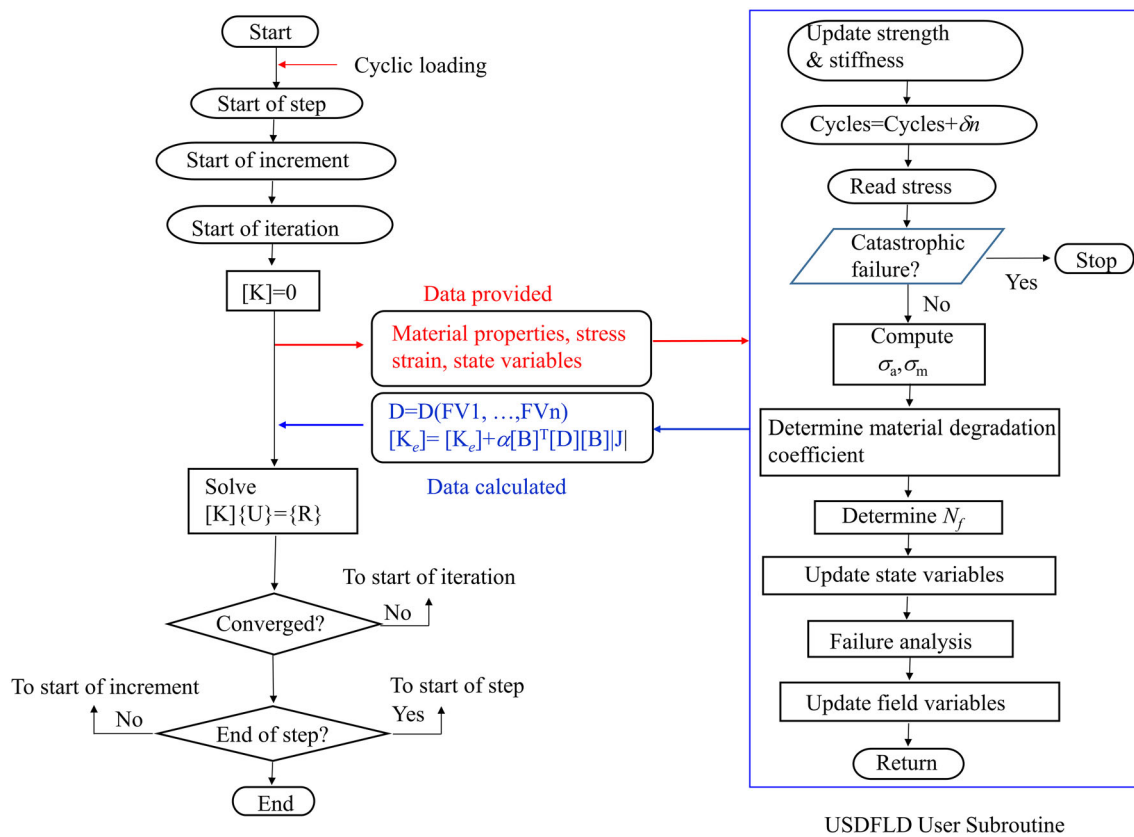 Start
Cyclic loading
Start of step
Start of increment
Start of iteration
[K]=0
Data provided
Material properties, stress
strain, state variables
D=D(FV1, …,FVn)
[Kₑ]= [Kₑ]+α[B]ᵀ[D][B]|J|
Data calculated
Solve
[K]{U}={R}
To start of iteration
No
Converged?
To start of increment
No
To start of step
Yes
End of step?
End
Update strength
& stiffness
Cycles=Cycles+δn
Read stress
Catastrophic
failure?
Yes
Stop
No
Compute
σₐ,σₘ
Determine material degradation
coefficient
Determine N_f
Update state variables
Failure analysis
Update field variables
Return
USDFLD User Subroutine